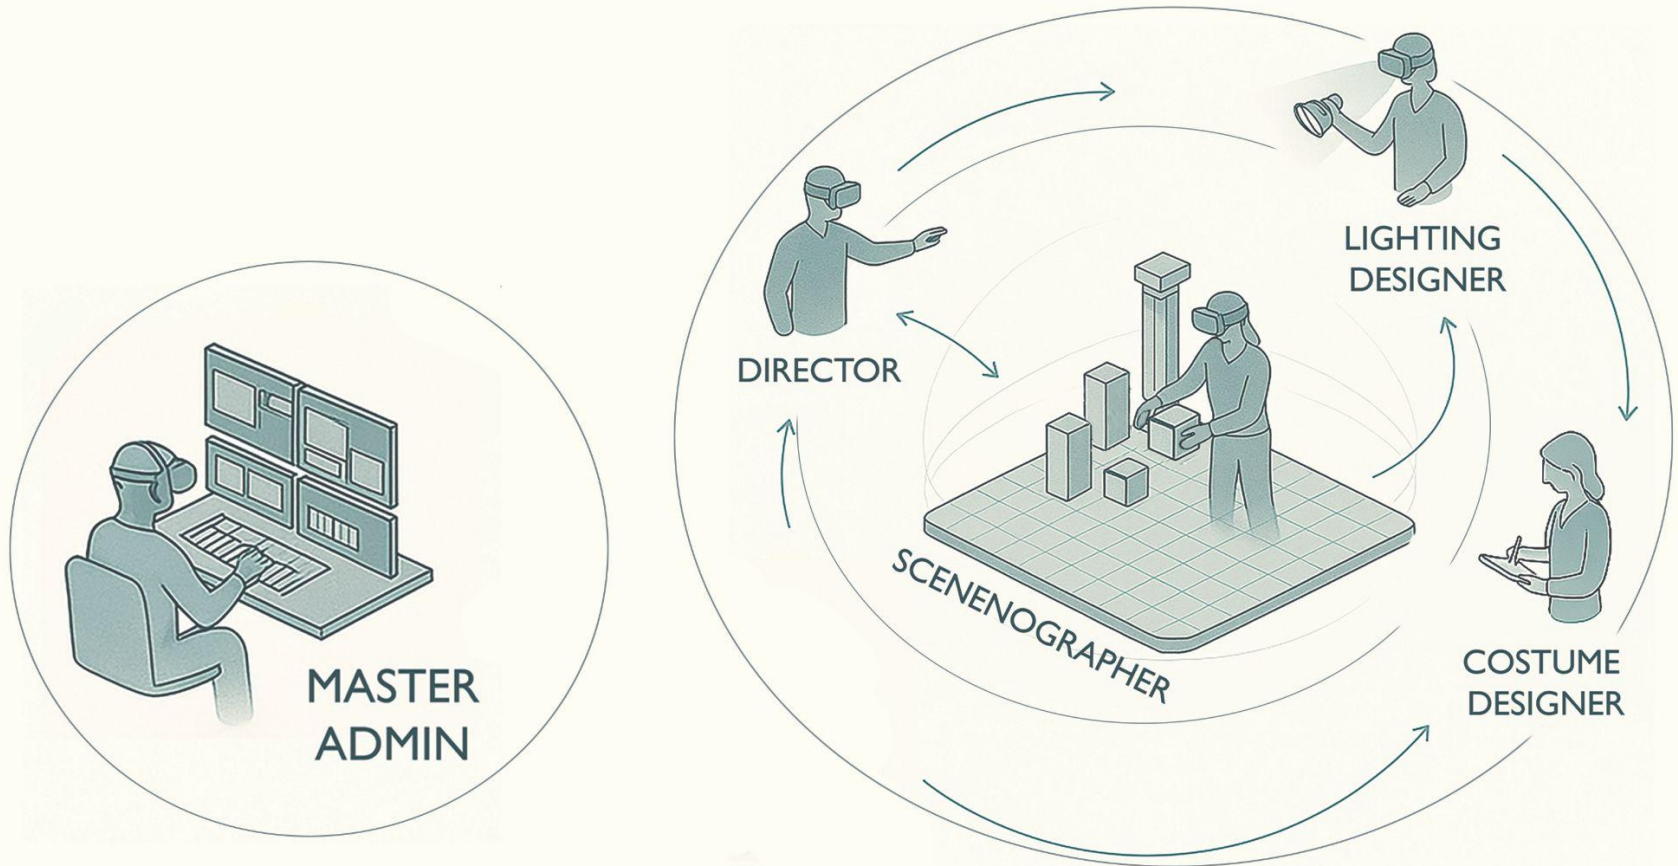 MASTER
ADMIN
DIRECTOR
LIGHTING
DESIGNER
SCENENOGRAPHER
COSTUME
DESIGNER